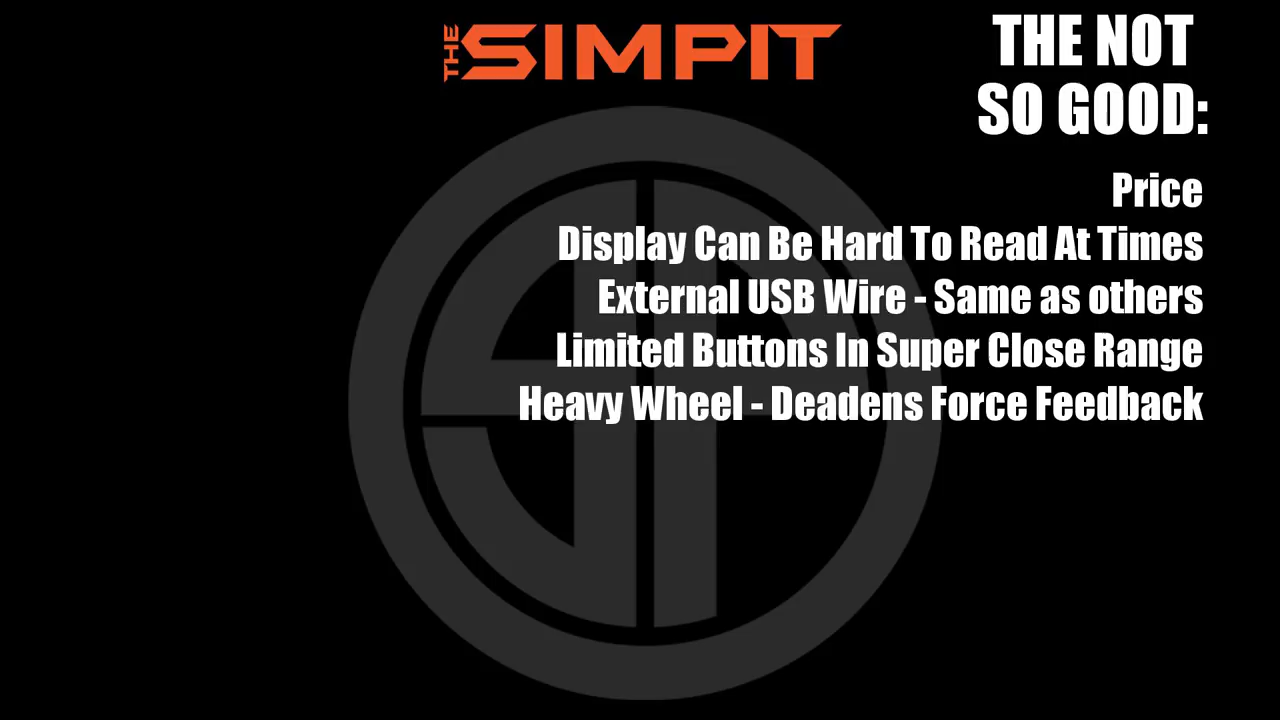 THE SIMPIT
THE NOT
SO GOOD:
Price
Display Can Be Hard To Read At Times
External USB Wire - Same as others
Limited Buttons In Super Close Range
Heavy Wheel - Deadens Force Feedback